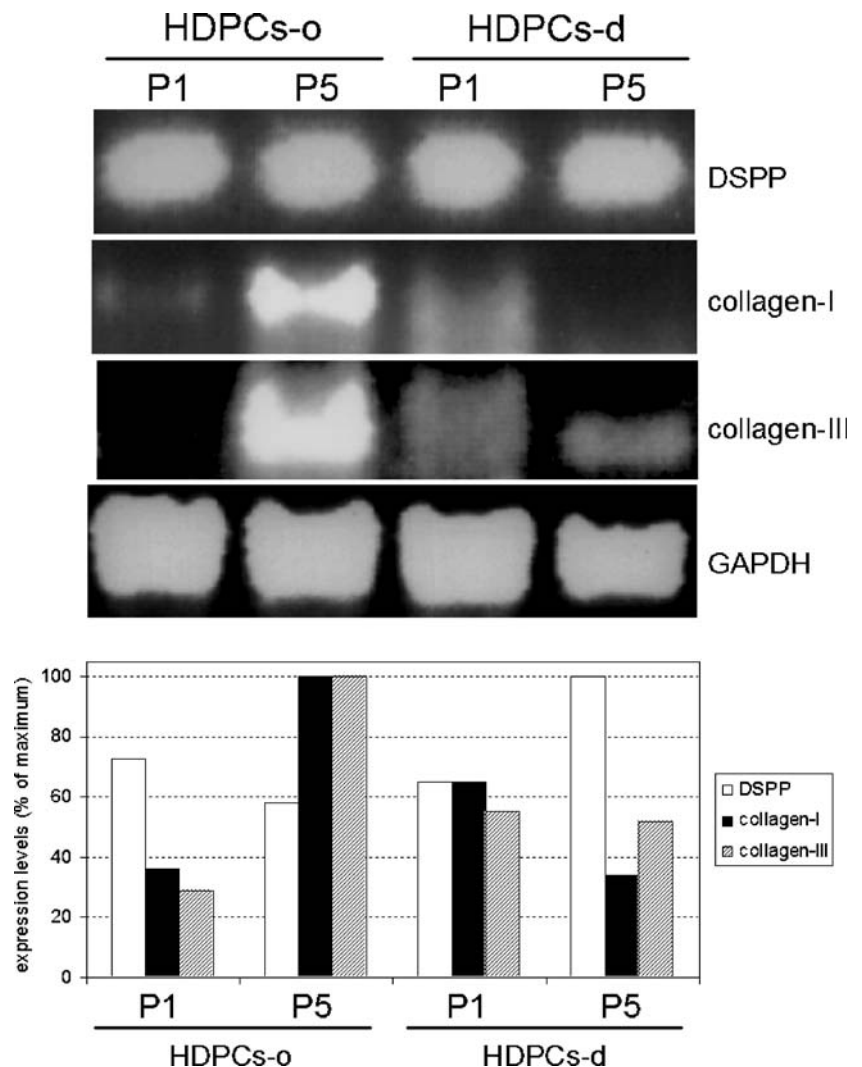 HDPCs-o HDPCs-d
P1 P5 P1 P5
DSPP
collagen-I
collagen-III
GAPDH
expression levels (% of maximum)
100
80
60
40
20
0
DSPP
collagen-I
collagen-III
P1 P5 P1 P5
HDPCs-o HDPCs-d